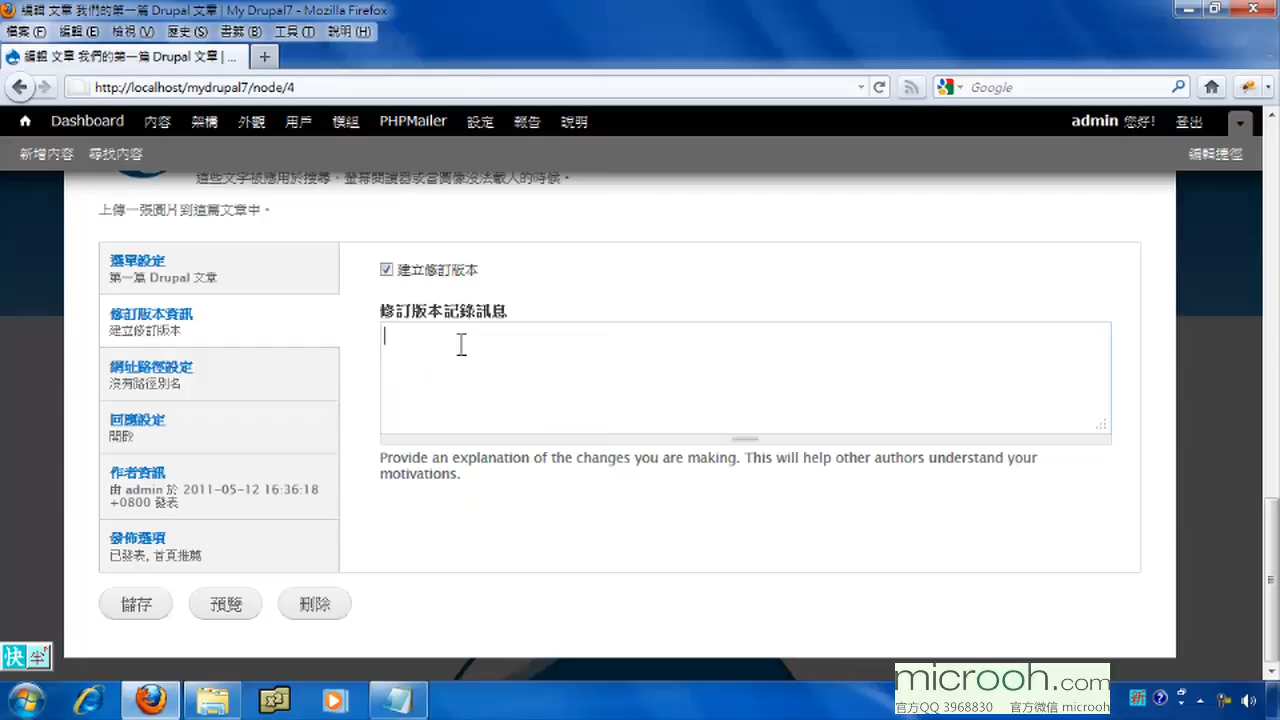 編輯 文章 我們的第一篇 Drupal 文章 | My Drupal7 - Mozilla Firefox
檔案 (F) 編輯 (E) 檢視 (V) 歷史 (S) 書籤 (B) 工具 (T) 說明 (H)
編輯 文章 我們的第一篇 Drupal 文章 | ...
http://localhost/mydrupal7/node/4
Google
Dashboard 內容 架構 外觀 用戶 模組 PHPMailer 設定 報告 說明
admin 您好! 登出
新增內容 尋找內容
編輯捷徑
這些文字被應用於搜尋、螢幕閱讀器或當圖像沒法載入的時候。
上傳一張圖片到這篇文章中。
選單設定
第一篇 Drupal 文章
修訂版本資訊
建立修訂版本
網址路徑設定
沒有路徑別名
回應設定
開啟
作者資訊
由 admin 於 2011-05-12 16:36:18
+0800 發表
發佈選項
已發表, 首頁推薦
建立修訂版本
修訂版本記錄訊息
Provide an explanation of the changes you are making. This will help other authors understand your
motivations.
儲存 預覽 刪除
快 半
microoh.com
官方QQ 3968830 官方微信 microoh